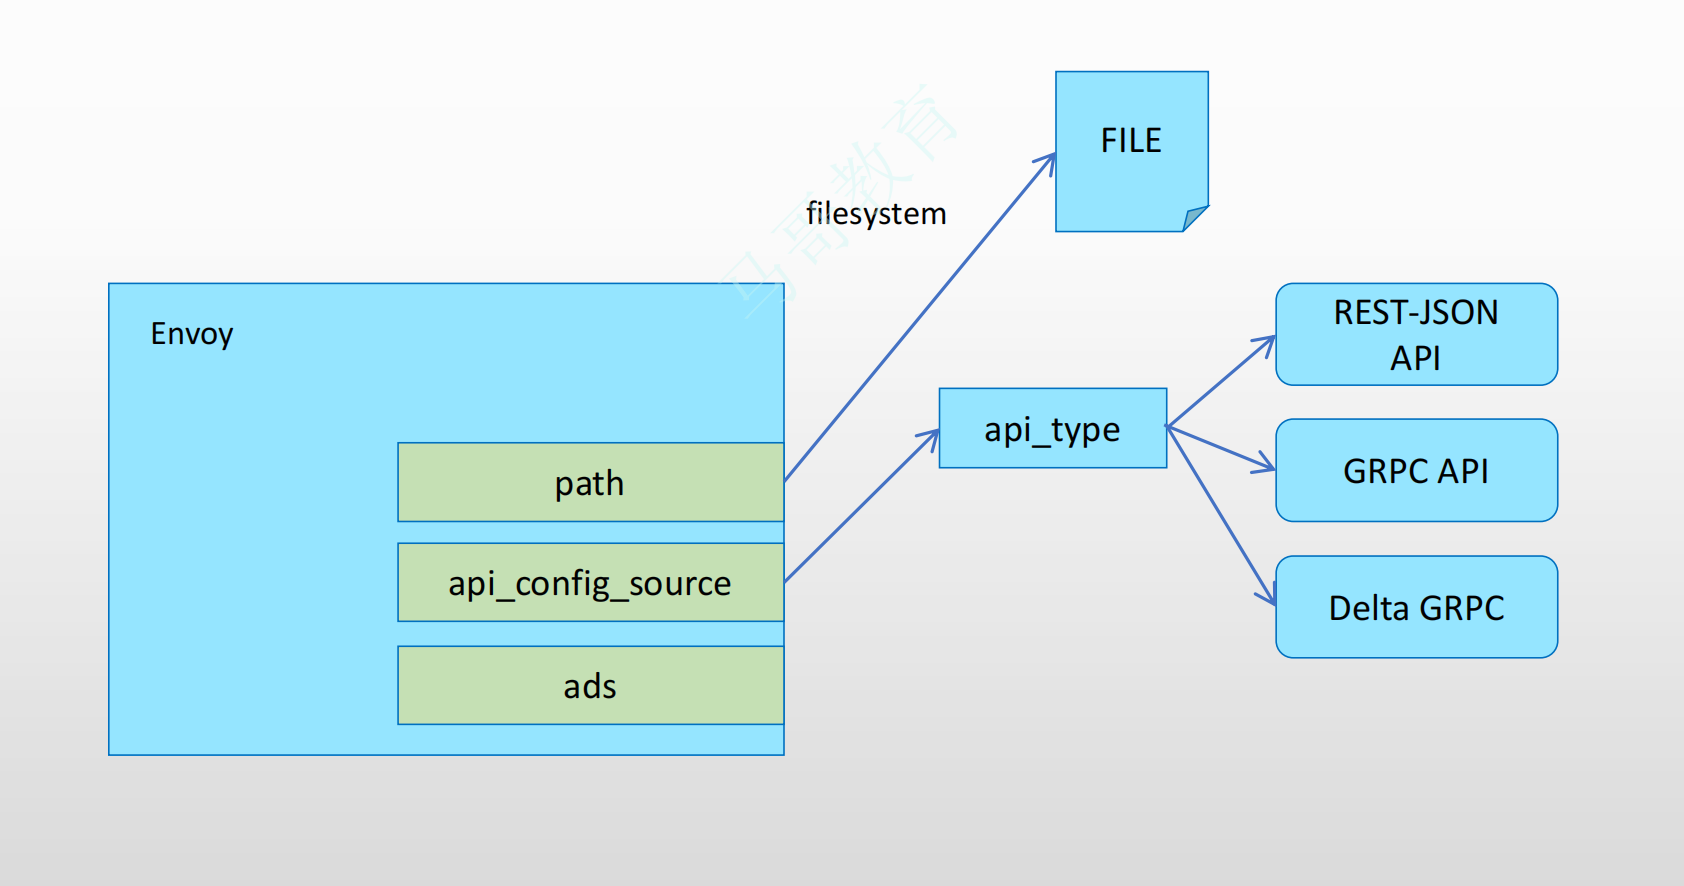 FILE
马哥教育
filesystem
Envoy
REST-JSON
API
path
api_type
GRPC API
api_config_source
Delta GRPC
ads